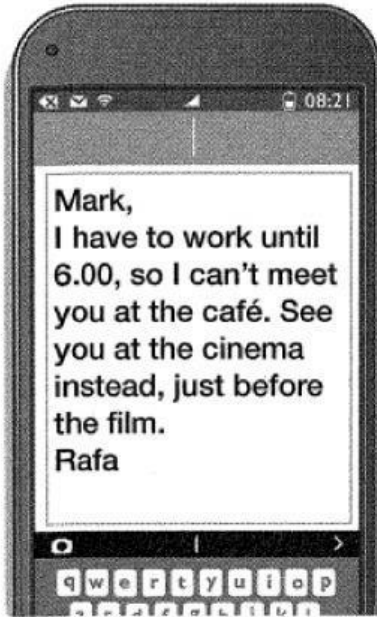 08:21
Mark,
I have to work until
6.00, so I can't meet
you at the café. See
you at the cinema
instead, just before
the film.
Rafa
q w e r t y u i o p
a s d f g h j k l